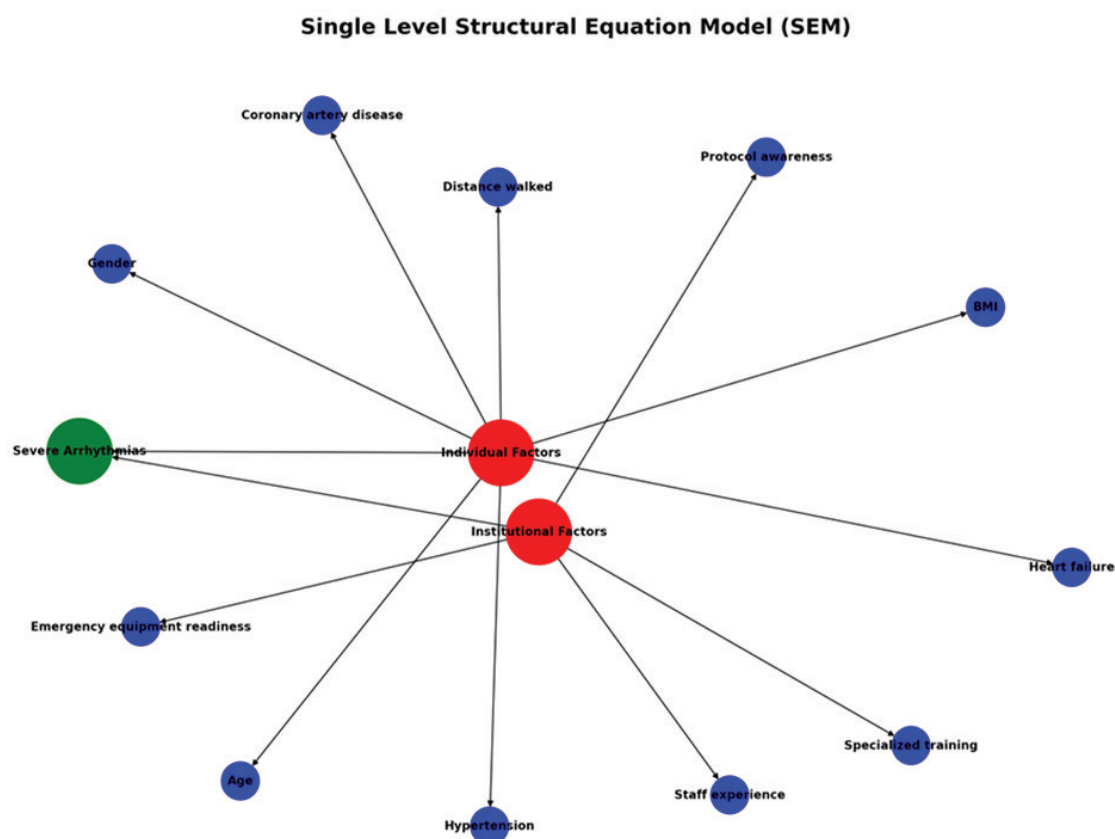 Single Level Structural Equation Model (SEM)
Coronary artery disease
Protocol awareness
Distance walked
Gender
BMI
Severe Arrhythmias
Individual Factors
Institutional Factors
Heart failure
Emergency equipment readiness
Specialized training
Age
Staff experience
Hypertension